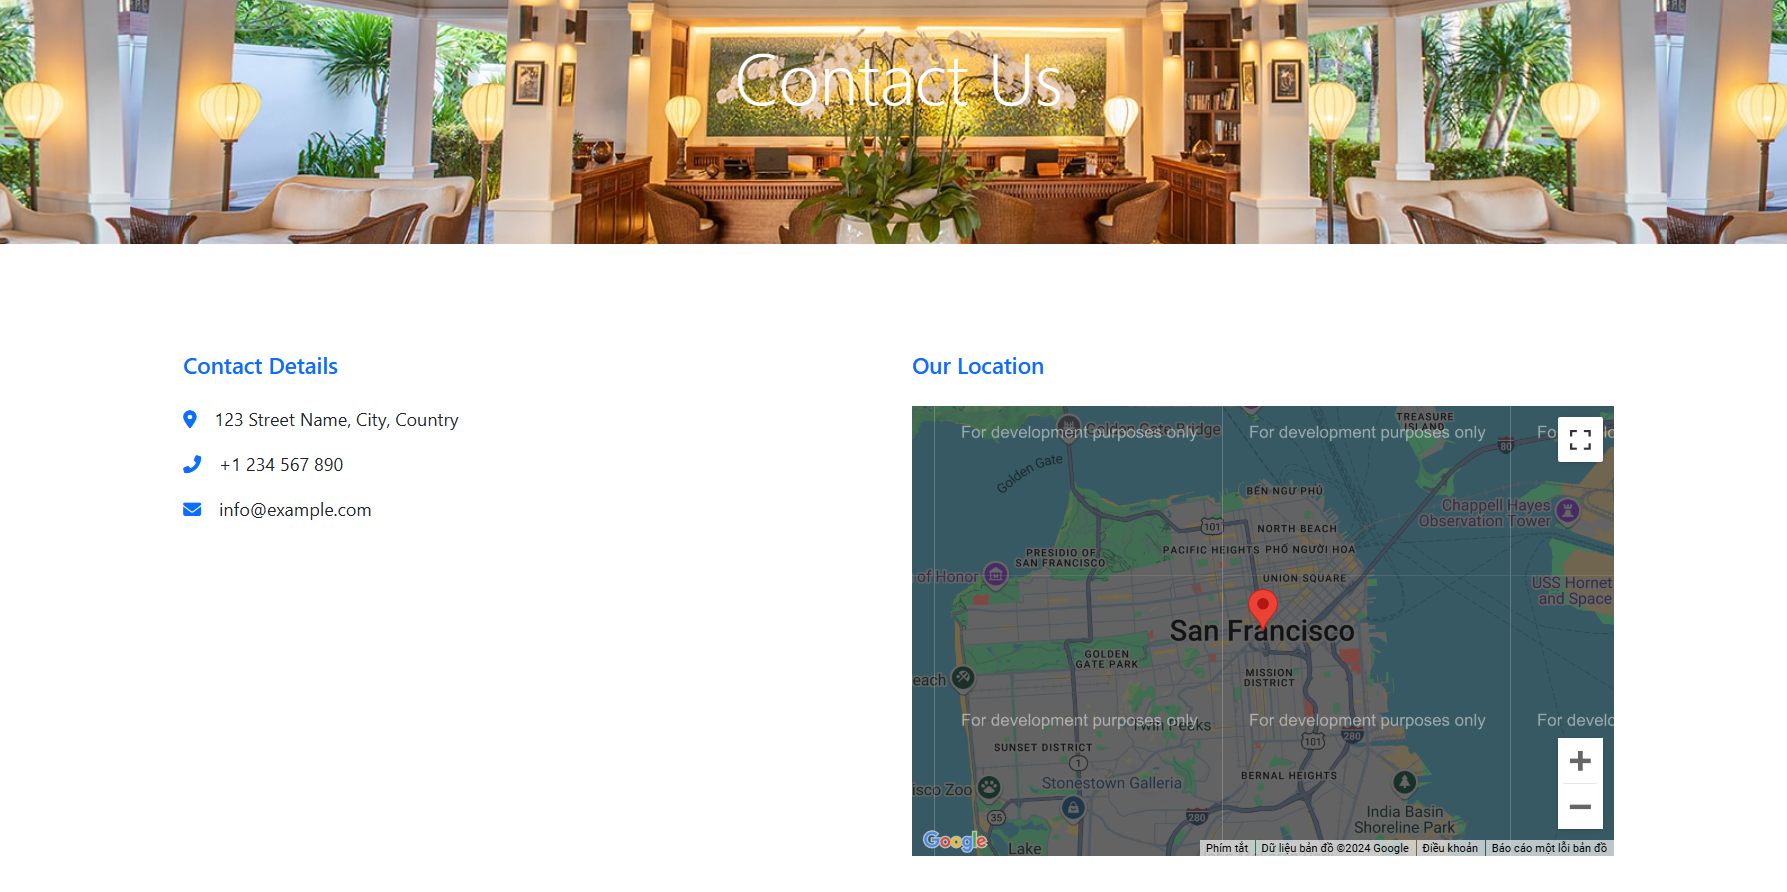 Contact Us
Contact Details
123 Street Name, City, Country
+1 234 567 890
info@example.com
Our Location
TREASURE
ISLAND
Golden Gate Bridge
For development purposes only
For development purposes only
Fo
Golden Gate
80
BẾN NGƯ PHỦ
Chappell Hayes
Observation Tower
101
NORTH BEACH
PACIFIC HEIGHTS
PHỐ NGƯỜI HOA
PRESIDIO OF
SAN FRANCISCO
of Honor
UNION SQUARE
USS Hornet
and Space
San Francisco
GOLDEN
GATE PARK
each
MISSION
DISTRICT
For development purposes only
For development purposes only
For develo
Twin Peaks
101
280
SUNSET DISTRICT
1
BERNAL HEIGHTS
Stonestown Galleria
isco Zoo
35
280
India Basin
Shoreline Park
Google
Lake
Phím tắt
Dữ liệu bản đồ ©2024 Google
Điều khoản
Báo cáo một lỗi bản đồ